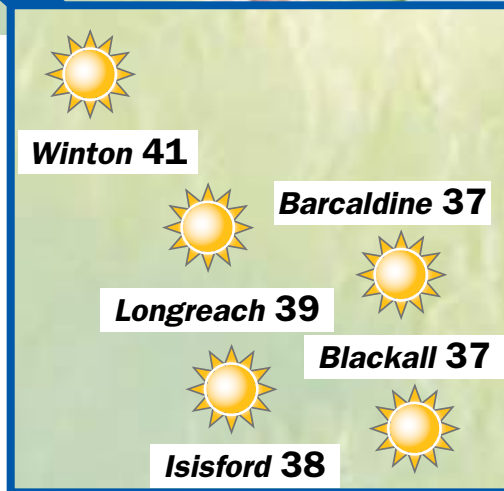 Winton 41
Barcaldine 37
Longreach 39
Blackall 37
Isisford 38